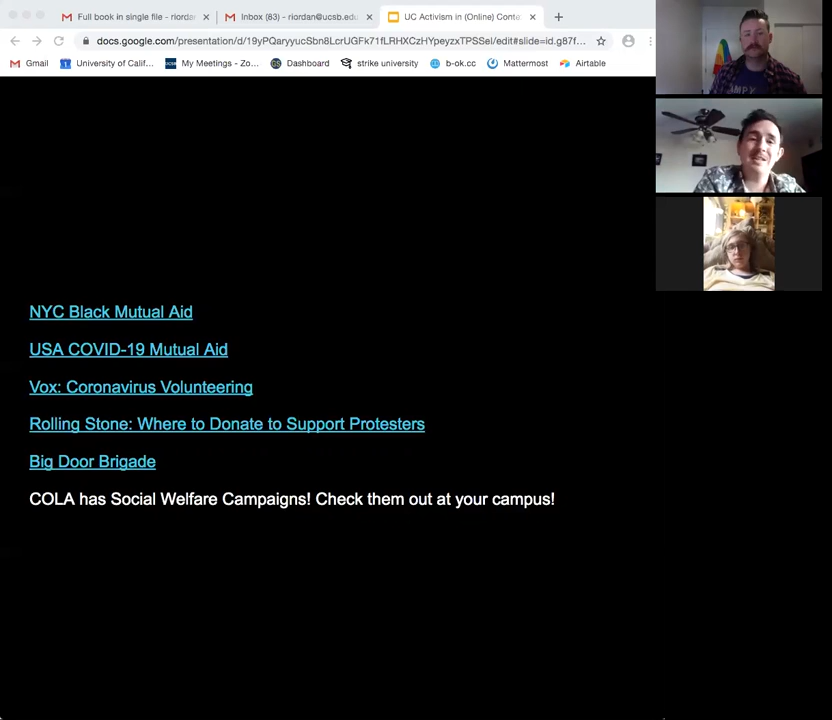 Full book in single file - riordan
Inbox (83) - riordan@ucsb.edu
UC Activism in (Online) Conte
docs.google.com/presentation/d/19yPQaryyucSbn8LcrUGFk71fLRHXCzHYpeyzxTPSSeI/edit#slide=id.g87f...
Gmail
University of Calif...
My Meetings - Zo...
Dashboard
strike university
b-ok.cc
Mattermost
Airtable
NYC Black Mutual Aid
USA COVID-19 Mutual Aid
Vox: Coronavirus Volunteering
Rolling Stone: Where to Donate to Support Protesters
Big Door Brigade
COLA has Social Welfare Campaigns! Check them out at your campus!